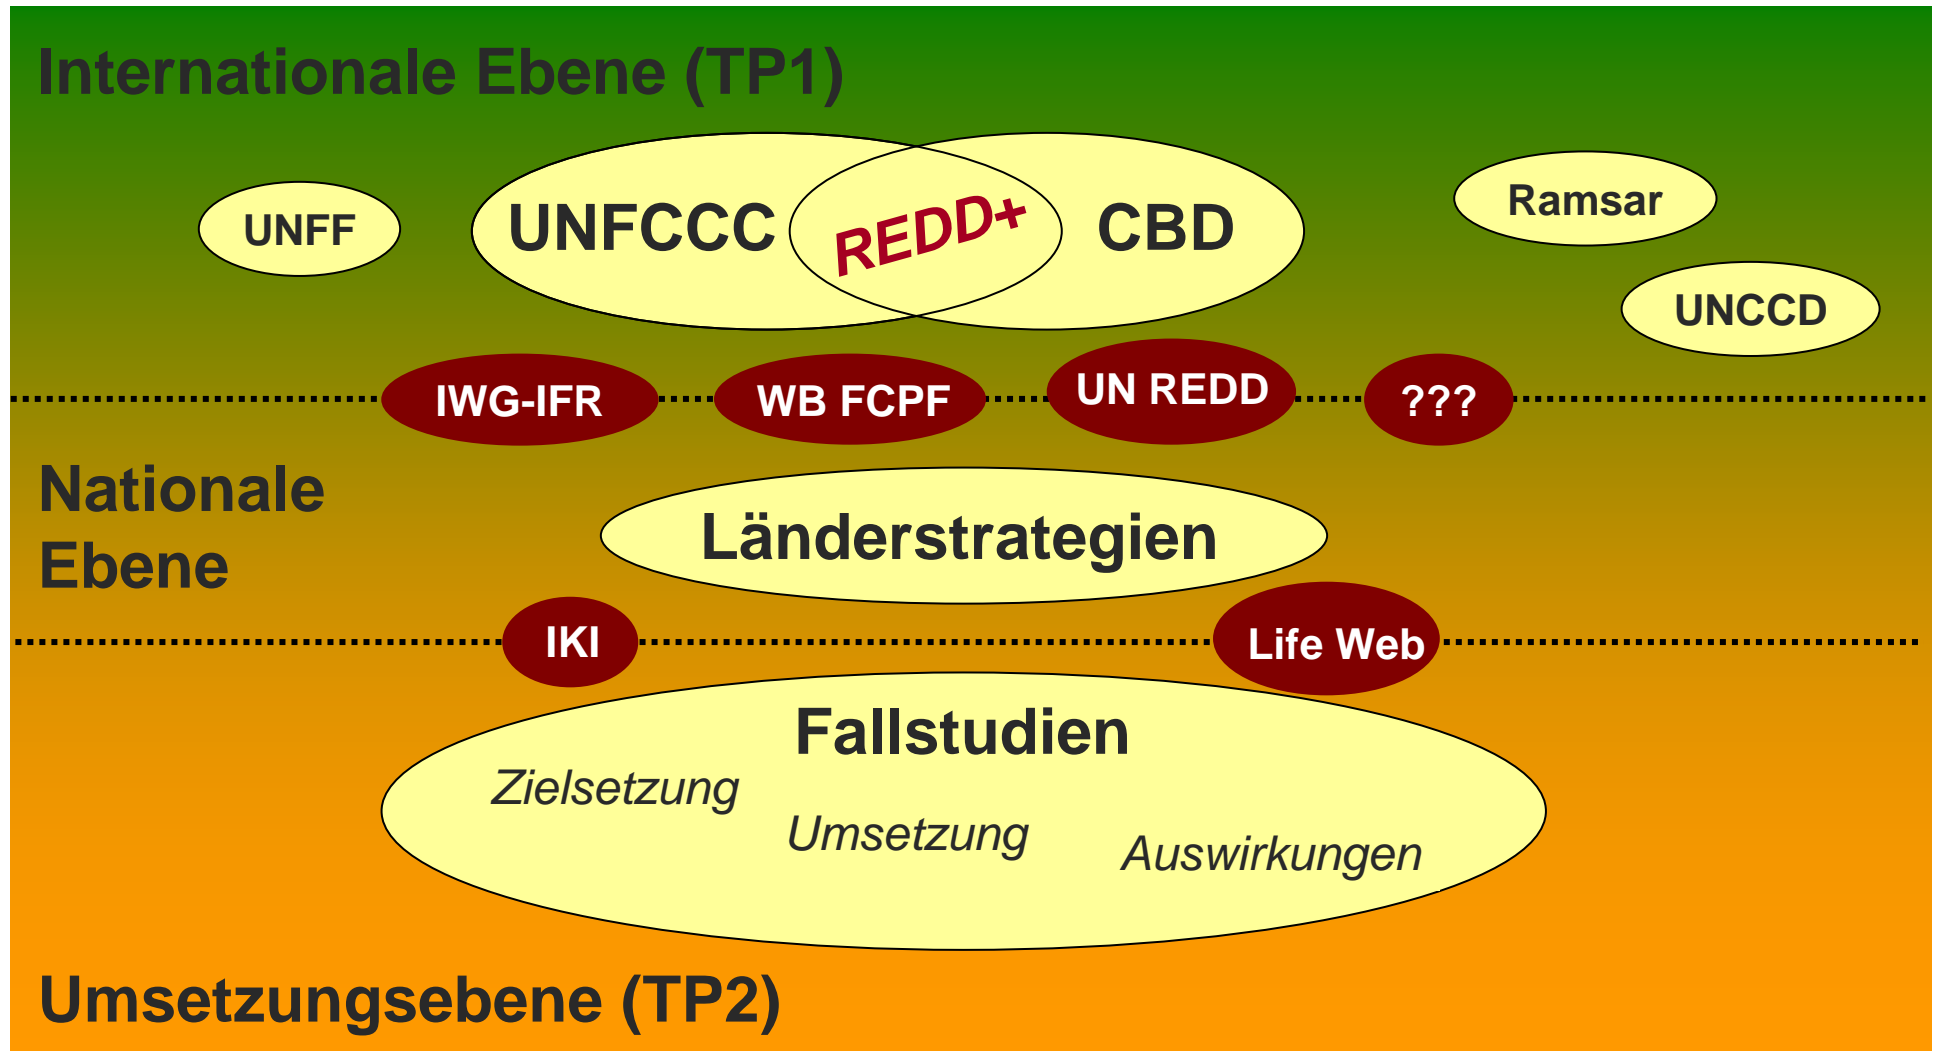 Internationale Ebene (TP1)
UNFF
UNFCCC
REDD+
CBD
Ramsar
UNCCD
IWG-IFR
WB FCPF
UN REDD
???
Nationale
Ebene
Länderstrategien
IKI
Life Web
Fallstudien
Zielsetzung
Umsetzung
Auswirkungen
Umsetzungsebene (TP2)